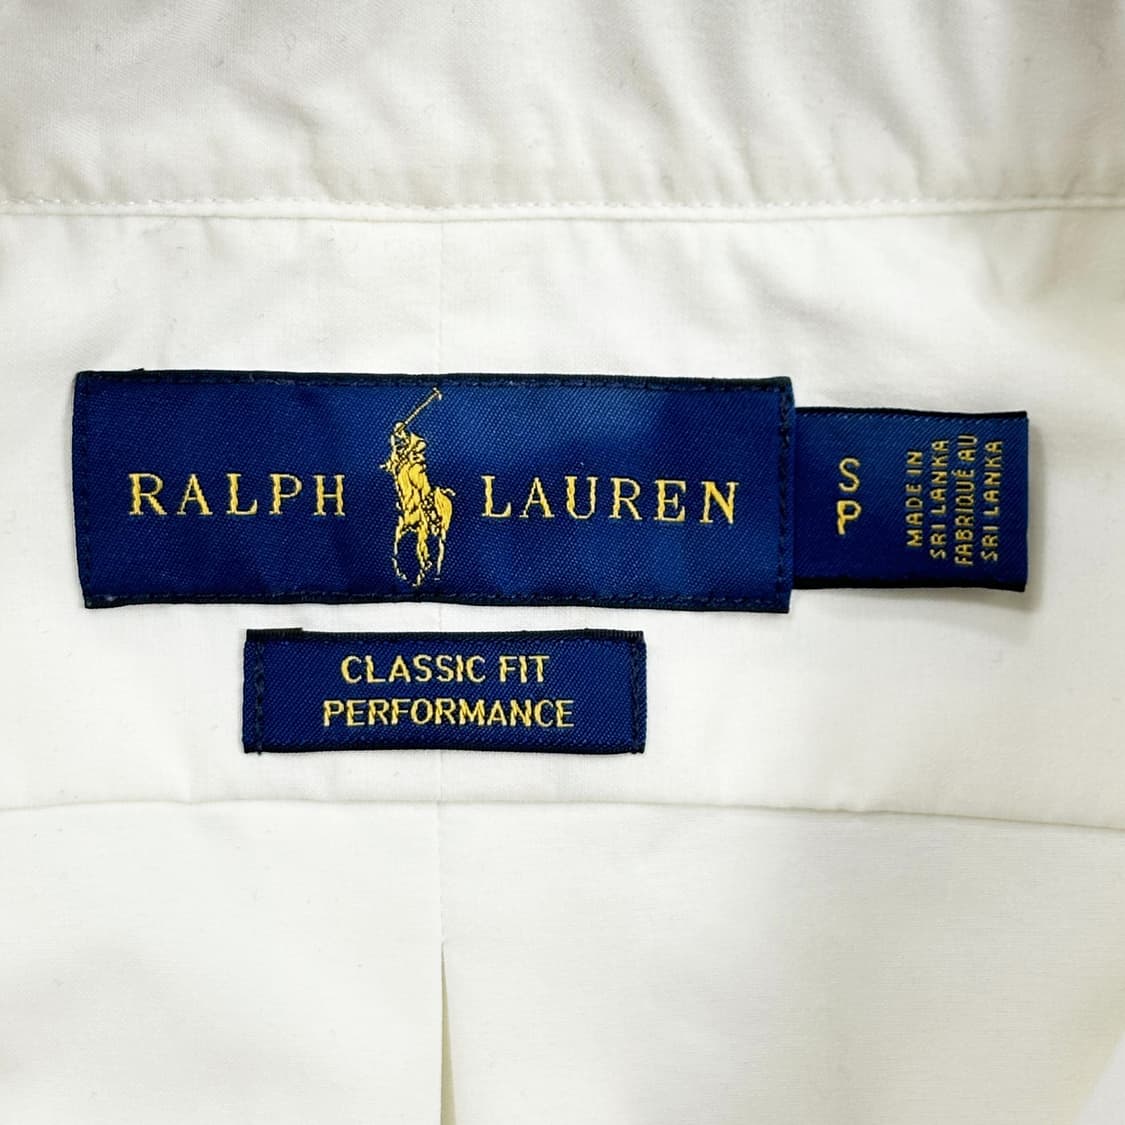 RALPH LAUREN
S
P
MADE IN
SRI LANKA
FABRIQUÉ AU
SRI LANKA
CLASSIC FIT
PERFORMANCE